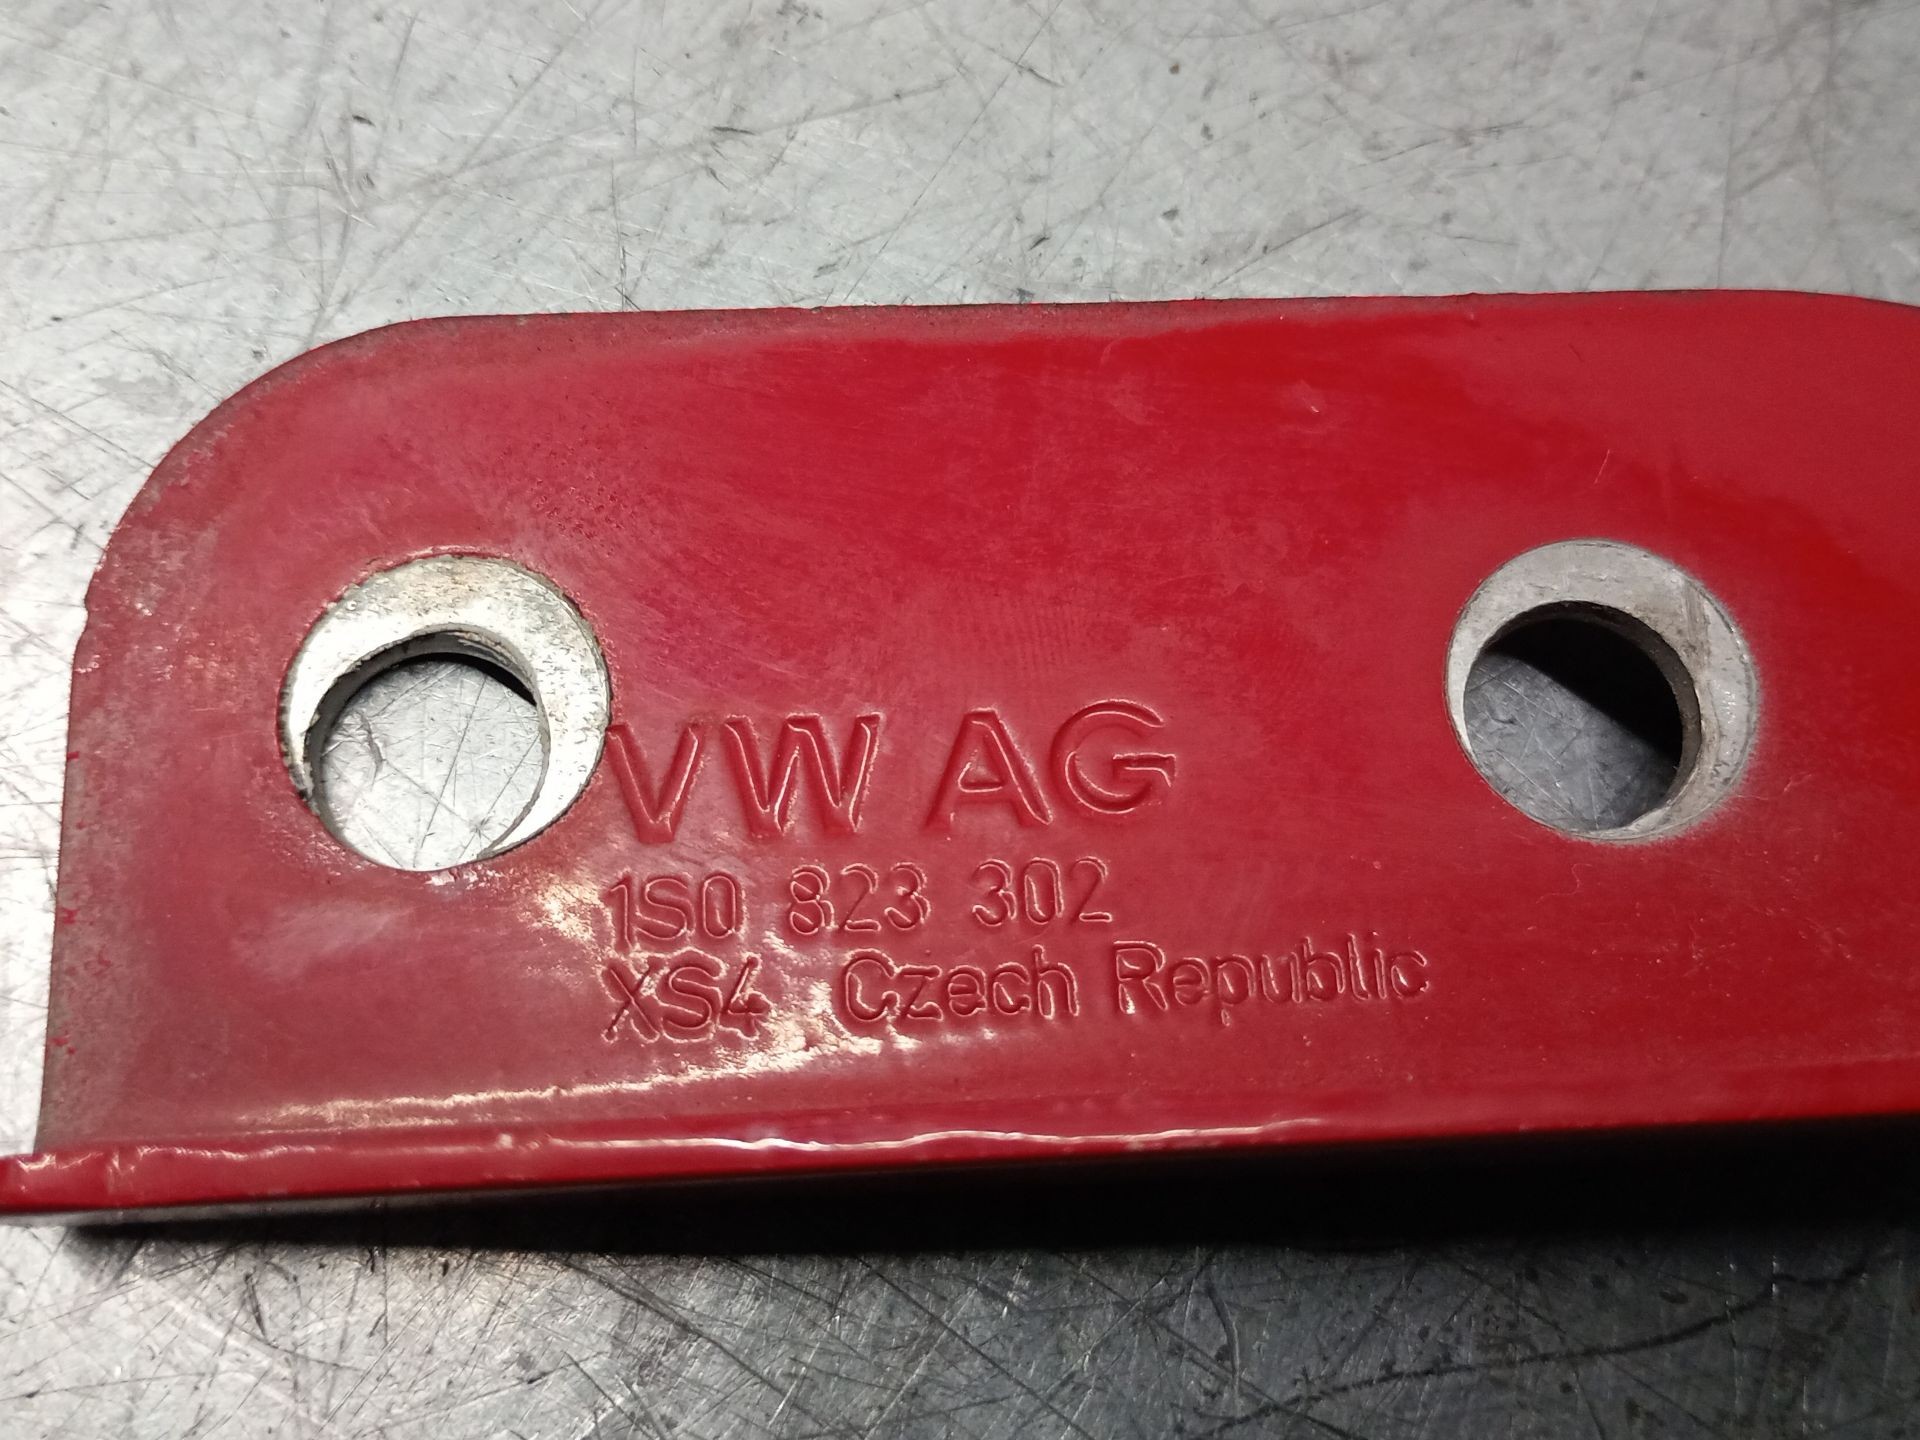 VW AG
1S0 823 302
XS4 Czech Republic